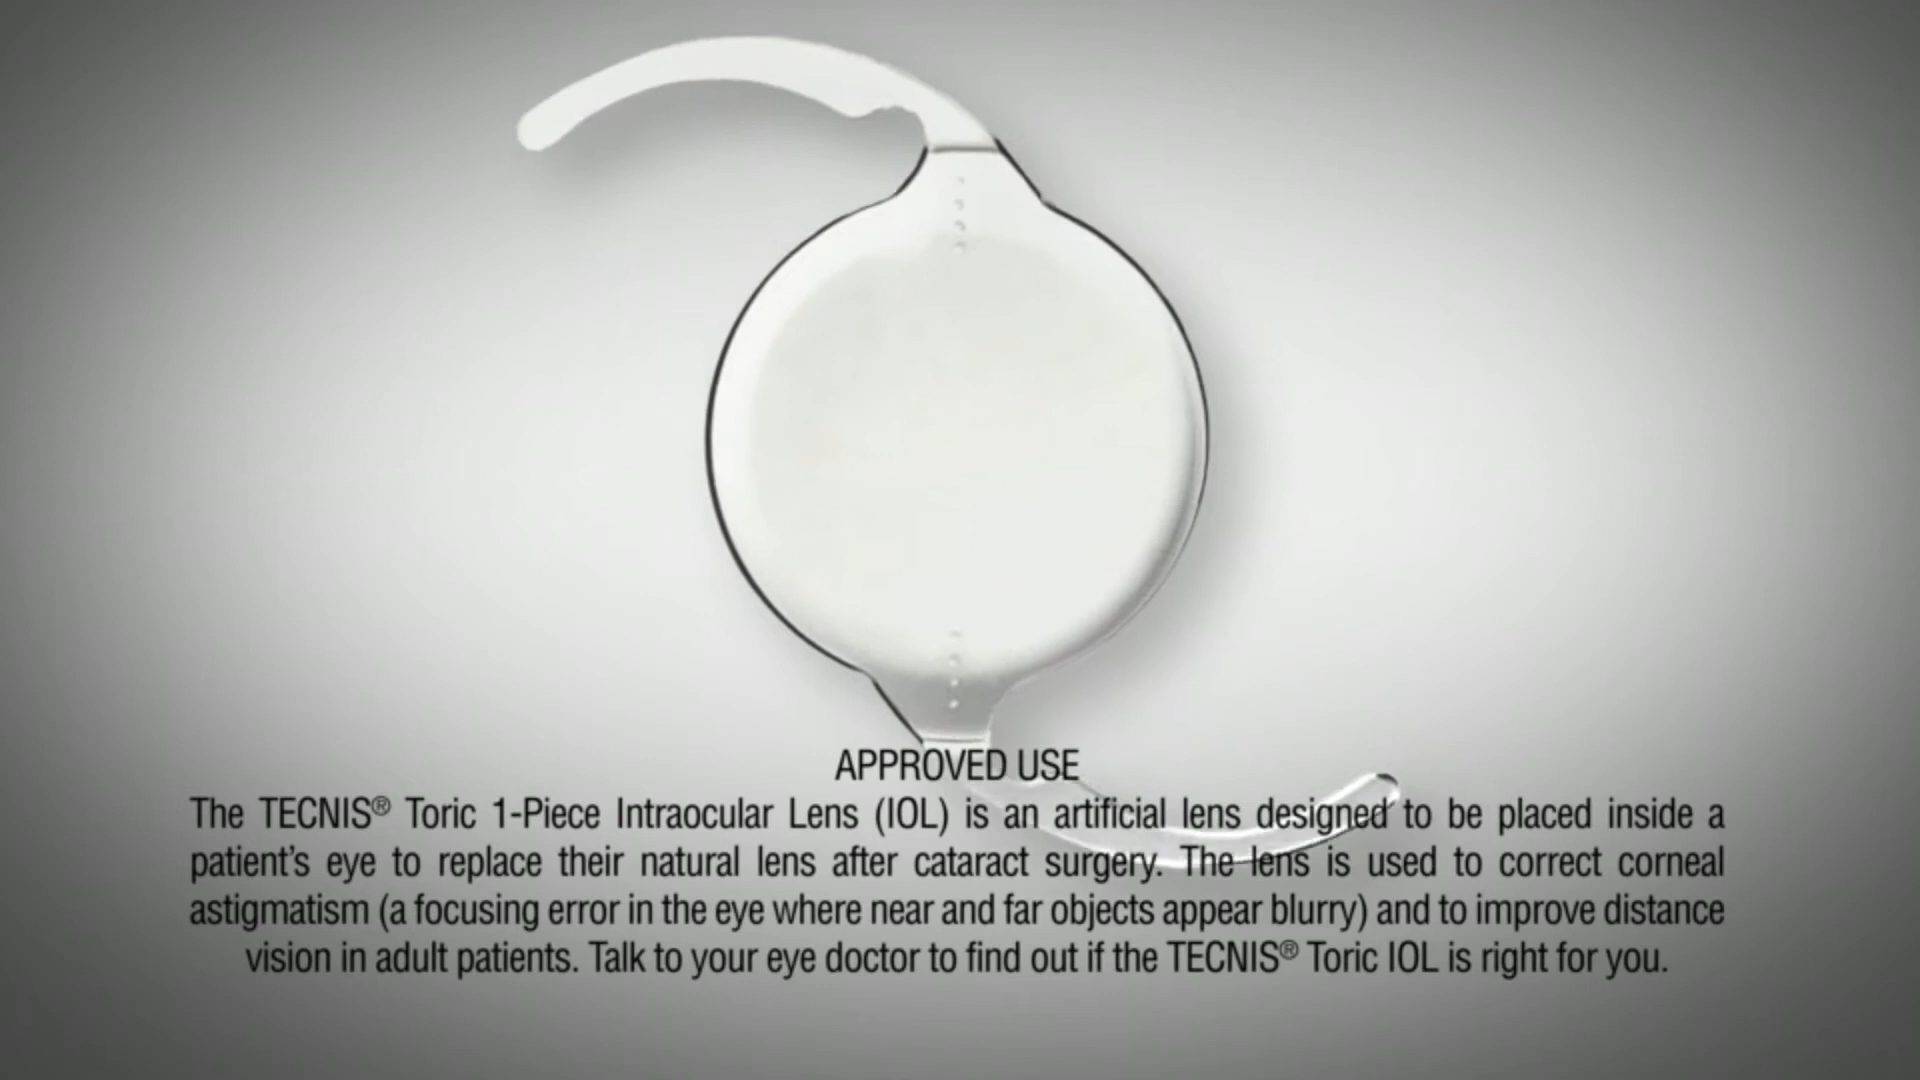 APPROVED USE
The TECNIS® Toric 1-Piece Intraocular Lens (IOL) is an artificial lens designed to be placed inside a
patient's eye to replace their natural lens after cataract surgery. The lens is used to correct corneal
astigmatism (a focusing error in the eye where near and far objects appear blurry) and to improve distance
vision in adult patients. Talk to your eye doctor to find out if the TECNIS® Toric IOL is right for you.